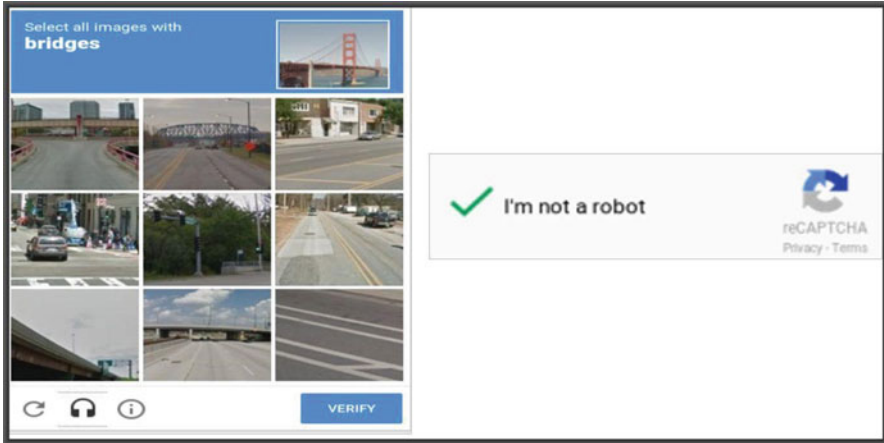 Select all images with
bridges
VERIFY
I'm not a robot
reCAPTCHA
Privacy - Terms